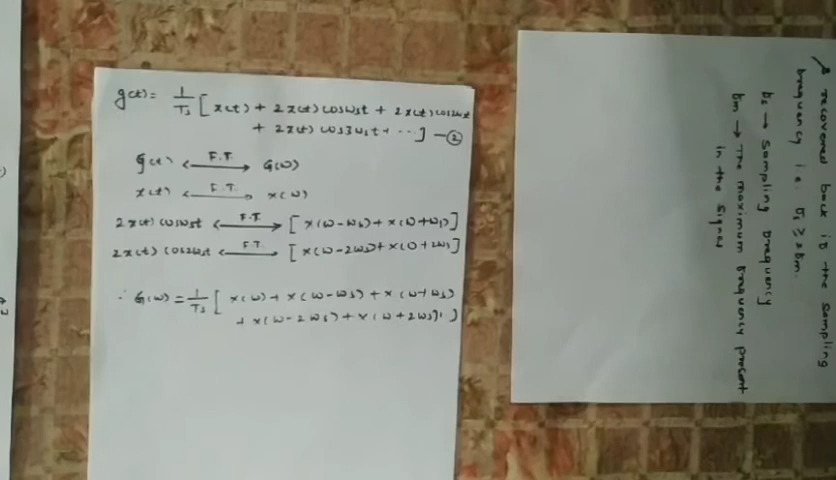 g(t) = 1/Ts [ x(t) + 2x(t) cosωst + 2x(t) cos2ωst
+ 2x(t) cos3ωst + ... ] — ②
g(t) <—F.T.—> G(ω)
x(t) <—F.T.—> X(ω)
2x(t) cosωst <—F.T.—> [ X(ω-ωs) + X(ω+ωs) ]
2x(t) cos2ωst <—F.T.—> [ X(ω-2ωs) + X(ω+2ωs) ]
∴ G(ω) = 1/Ts [ X(ω) + X(ω-ωs) + X(ω+ωs)
+ X(ω-2ωs) + X(ω+2ωs)
recovered back if the sampling
frequency i.e. fs ≥ 2fm.
fs → Sampling frequency
fm → The maximum frequency present
in the signal